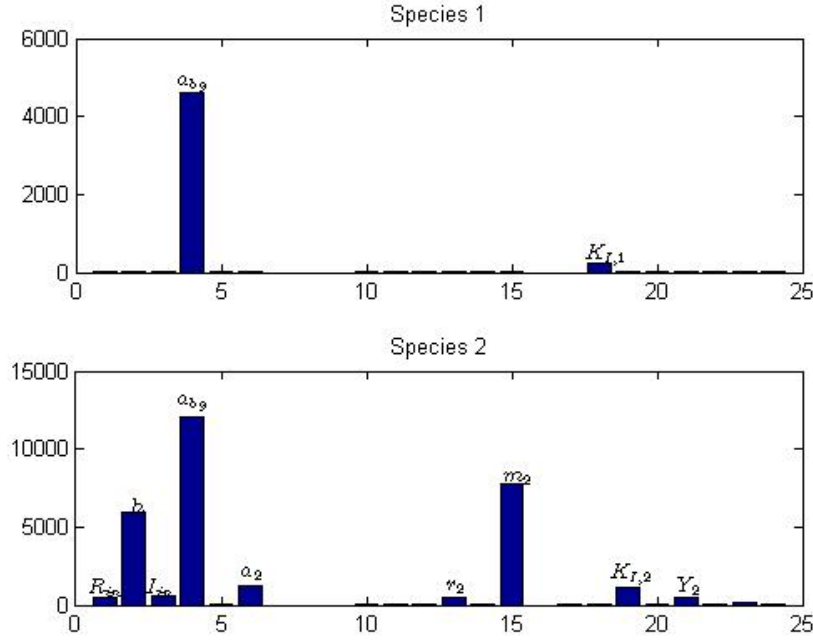 Species 1
6000
4000
2000
0
a_{b_9}
K_{I,1}
0 5 10 15 20 25
Species 2
15000
10000
5000
0
R_{in}
h
I_{in}
a_{b_9}
a_2
r_2
m_2
K_{I,2}
Y_2
0 5 10 15 20 25